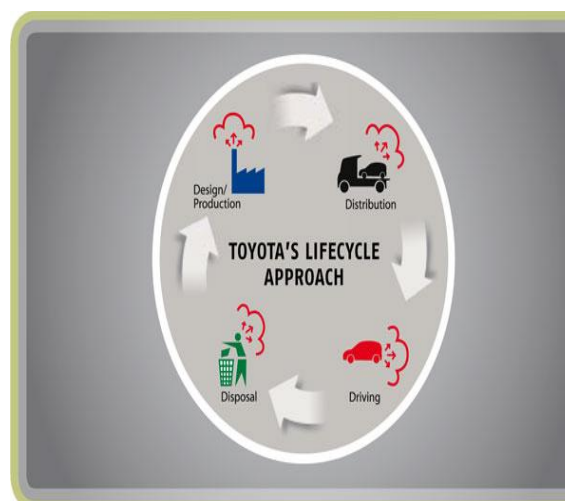 Design/
Production
Distribution
TOYOTA'S LIFECYCLE
APPROACH
Disposal
Driving